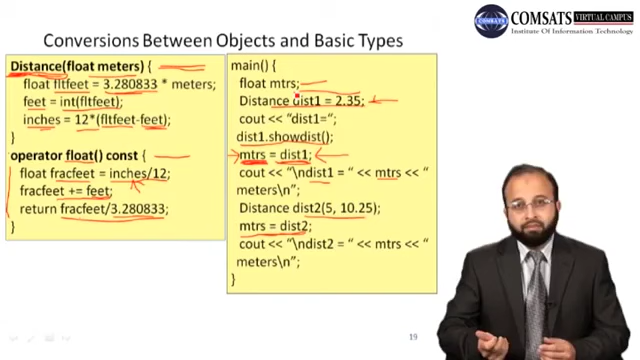 COMSATS VIRTUAL CAMPUS
Institute Of Information Technology
Conversions Between Objects and Basic Types
Distance(float meters) {
float fltfeet = 3.280833 * meters;
feet = int(fltfeet);
inches = 12*(fltfeet-feet);
}
operator float() const {
float fracfeet = inches/12;
fracfeet += feet;
return fracfeet/3.280833;
}
main() {
float mtrs;
Distance dist1 = 2.35;
cout << “dist1=“;
dist1.showdist();
mtrs = dist1;
cout << “\ndist1 = “ << mtrs << “
meters\n”;
Distance dist2(5, 10.25);
mtrs = dist2;
cout << “\ndist2 = “ << mtrs << “
meters\n”;
}
19